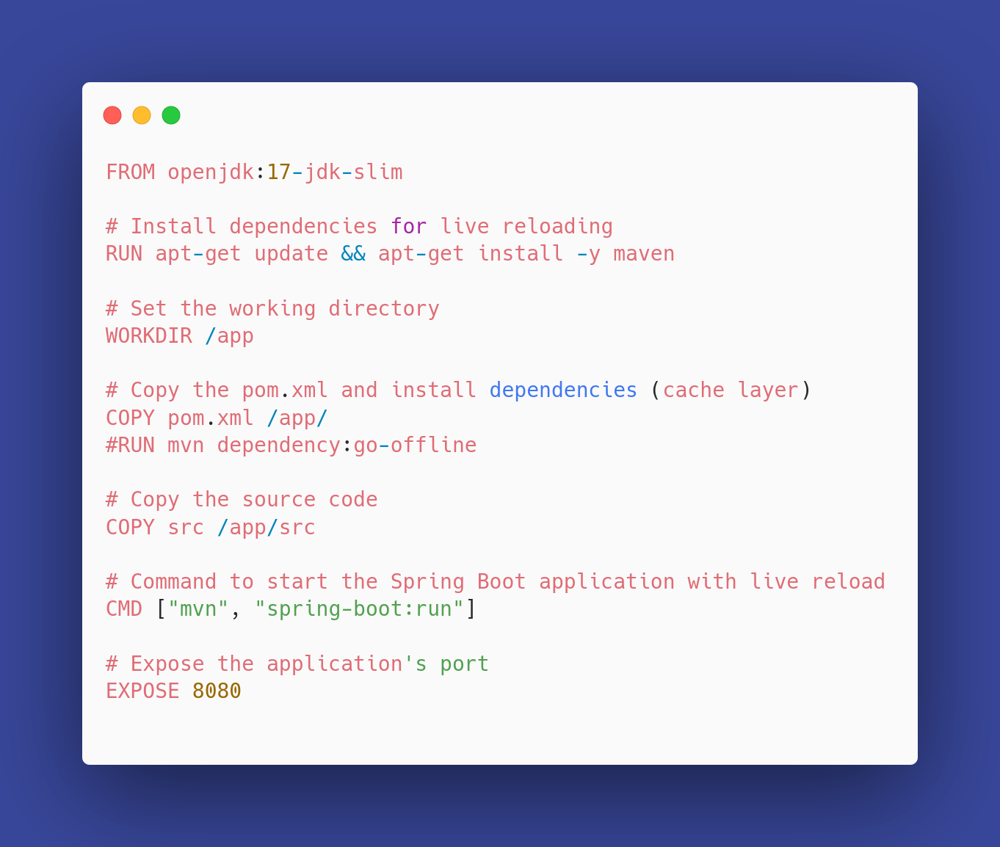 FROM openjdk:17-jdk-slim

# Install dependencies for live reloading
RUN apt-get update && apt-get install -y maven

# Set the working directory
WORKDIR /app

# Copy the pom.xml and install dependencies (cache layer)
COPY pom.xml /app/
#RUN mvn dependency:go-offline

# Copy the source code
COPY src /app/src

# Command to start the Spring Boot application with live reload
CMD ["mvn", "spring-boot:run"]

# Expose the application's port
EXPOSE 8080